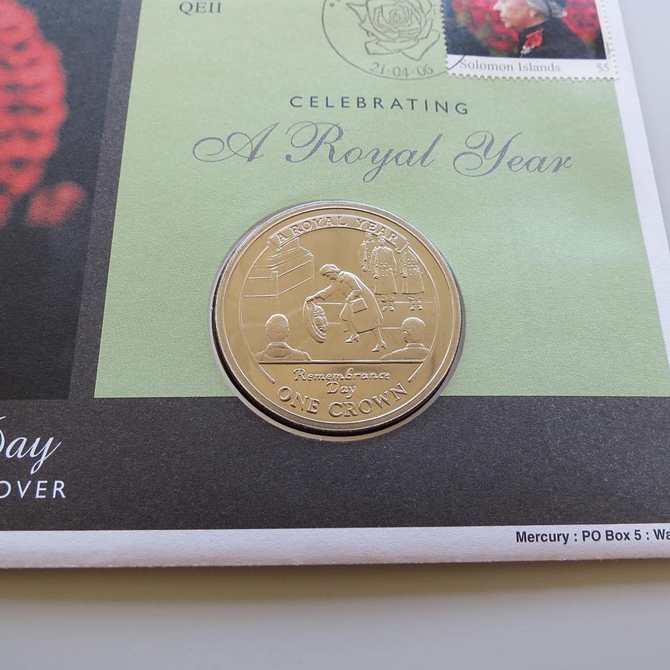 QEII
21-04-06
Solomon Islands $5
CELEBRATING
A Royal Year
A ROYAL YEAR
Remembrance
Day
ONE CROWN
Day
OVER
Mercury : PO Box 5 : Wa